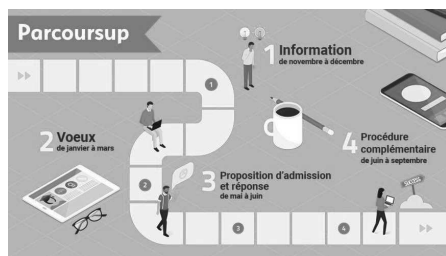 Parcoursup
1 Information
de novembre à décembre
1
2 Voeux
de janvier à mars
2
3 Proposition d'admission
et réponse
de mai à juin
3
4 Procédure
complémentaire
de juin à septembre
4